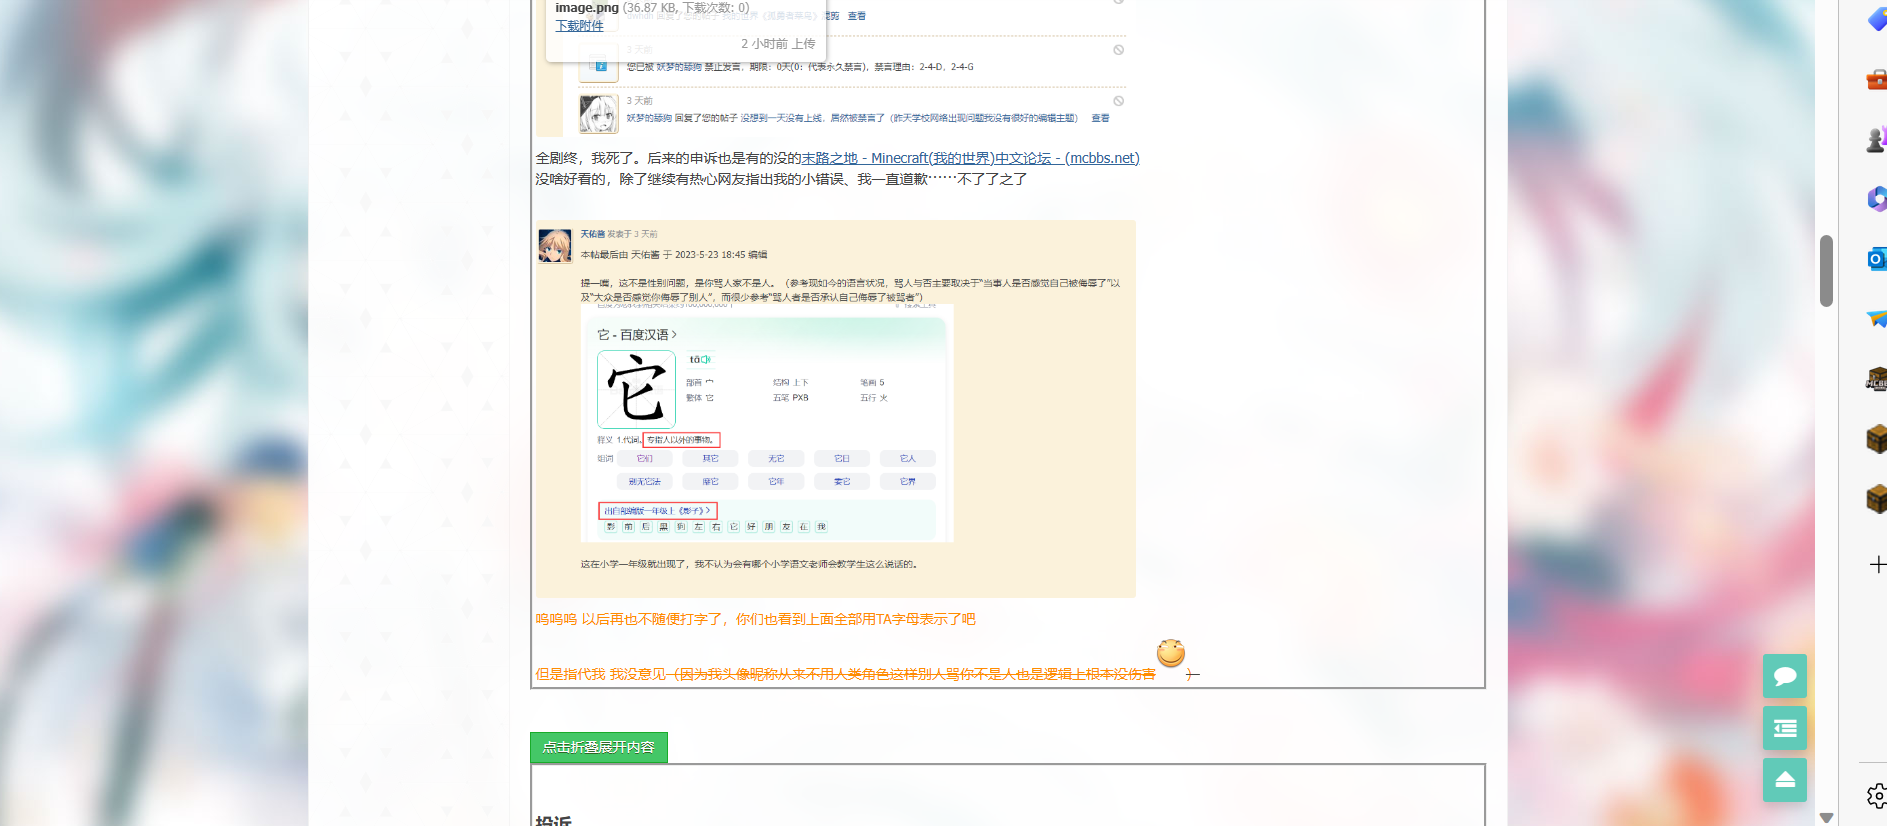 image.png (36.87 KB, 下载次数: 0)
下载附件
2 小时前 上传
查看
3 天前
您已被 妖梦的舔狗 禁止发言，期限：0天(0：代表永久禁言)，禁言理由：2-4-D，2-4-G
3 天前
妖梦的舔狗 回复了您的帖子 没想到一天没有上线，居然被禁言了（昨天学校网络出现问题我没有很好的编辑主题） 查看
全剧终，我死了。后来的申诉也是有的没的末路之地 - Minecraft(我的世界)中文论坛 - (mcbbs.net)
没啥好看的，除了继续有热心网友指出我的小错误、我一直道歉……不了了之了
天佑酱 发表于 3 天前
本帖最后由 天佑酱 于 2023-5-23 18:45 编辑
提一嘴，这不是性别问题，是你骂人家不是人。（参考现如今的语言状况，骂人与否主要取决于“当事人是否感觉自己被侮辱了”以
及“大众是否感觉你侮辱了别人”，而很少参考“骂人者是否承认自己侮辱了被骂者”）
它 - 百度汉语
它
tā
部首 宀 结构 上下 笔画 5
繁体 它 五笔 PXB 五行 火
释义 1.代词。专指人以外的事物。
组词 它们 其它 无它 它日 它人
别无它法 靡它 它年 委它 它界
出自部编版一年级上《影子》
影 前 后 黑 狗 左 右 它 好 朋 友 在 我
这在小学一年级就出现了，我不认为会有哪个小学语文老师会教学生这么说话的。
呜呜呜 以后再也不随便打字了，你们也看到上面全部用TA字母表示了吧
但是指代我 我没意见（因为我头像昵称从来不用人类角色这样别人骂你不是人也是逻辑上根本没伤害）
点击折叠展开内容
投诉